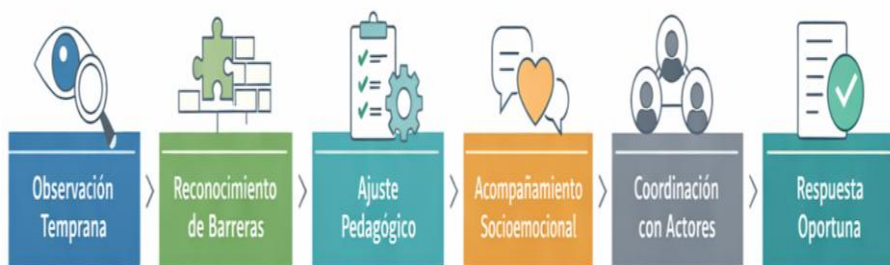 Observación
Temprana
Reconocimiento
de Barreras
Ajuste
Pedagógico
Acompañamiento
Socioemocional
Coordinación
con Actores
Respuesta
Oportuna